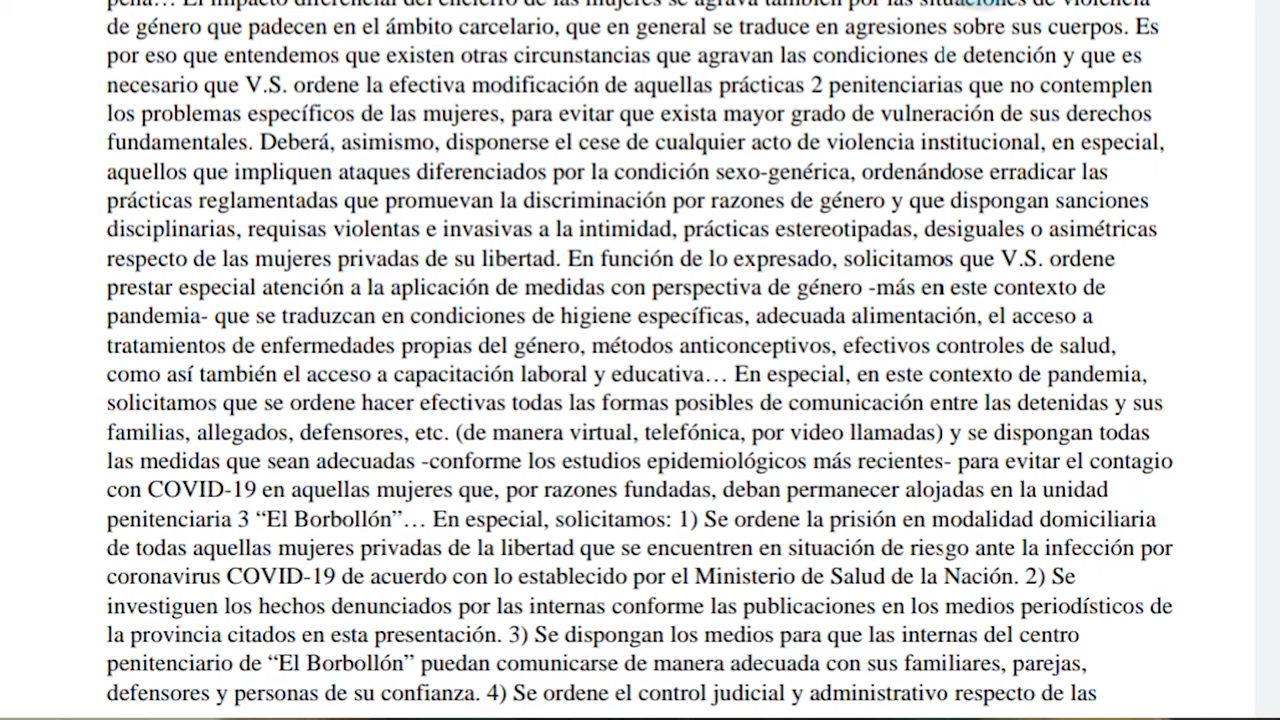 pena… El impacto diferencial del encierro de las mujeres se agrava también por las situaciones de violencia
de género que padecen en el ámbito carcelario, que en general se traduce en agresiones sobre sus cuerpos. Es
por eso que entendemos que existen otras circunstancias que agravan las condiciones de detención y que es
necesario que V.S. ordene la efectiva modificación de aquellas prácticas 2 penitenciarias que no contemplen
los problemas específicos de las mujeres, para evitar que exista mayor grado de vulneración de sus derechos
fundamentales. Deberá, asimismo, disponerse el cese de cualquier acto de violencia institucional, en especial,
aquellos que impliquen ataques diferenciados por la condición sexo-genérica, ordenándose erradicar las
prácticas reglamentadas que promuevan la discriminación por razones de género y que dispongan sanciones
disciplinarias, requisas violentas e invasivas a la intimidad, prácticas estereotipadas, desiguales o asimétricas
respecto de las mujeres privadas de su libertad. En función de lo expresado, solicitamos que V.S. ordene
prestar especial atención a la aplicación de medidas con perspectiva de género -más en este contexto de
pandemia- que se traduzcan en condiciones de higiene específicas, adecuada alimentación, el acceso a
tratamientos de enfermedades propias del género, métodos anticonceptivos, efectivos controles de salud,
como así también el acceso a capacitación laboral y educativa… En especial, en este contexto de pandemia,
solicitamos que se ordene hacer efectivas todas las formas posibles de comunicación entre las detenidas y sus
familias, allegados, defensores, etc. (de manera virtual, telefónica, por video llamadas) y se dispongan todas
las medidas que sean adecuadas -conforme los estudios epidemiológicos más recientes- para evitar el contagio
con COVID-19 en aquellas mujeres que, por razones fundadas, deban permanecer alojadas en la unidad
penitenciaria 3 “El Borbollón”… En especial, solicitamos: 1) Se ordene la prisión en modalidad domiciliaria
de todas aquellas mujeres privadas de la libertad que se encuentren en situación de riesgo ante la infección por
coronavirus COVID-19 de acuerdo con lo establecido por el Ministerio de Salud de la Nación. 2) Se
investiguen los hechos denunciados por las internas conforme las publicaciones en los medios periodísticos de
la provincia citados en esta presentación. 3) Se dispongan los medios para que las internas del centro
penitenciario de “El Borbollón” puedan comunicarse de manera adecuada con sus familiares, parejas,
defensores y personas de su confianza. 4) Se ordene el control judicial y administrativo respecto de las